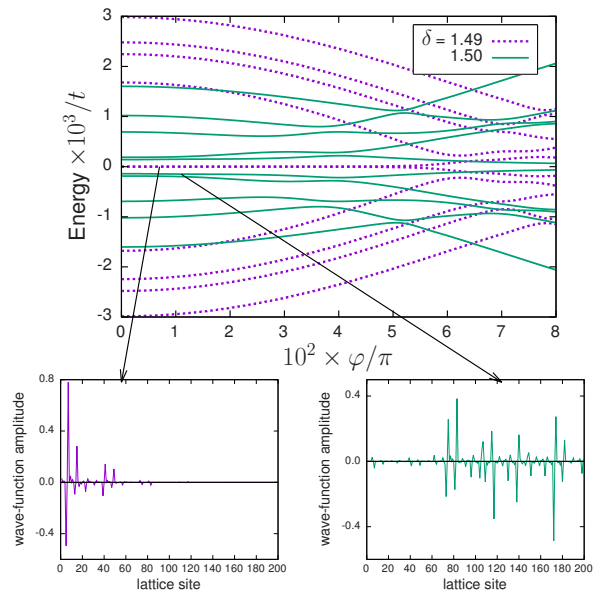 δ = 1.49
1.50
Energy ×10³/t
3
2
1
0
-1
-2
-3
0 1 2 3 4 5 6 7 8
10² × φ/π
wave-function amplitude
0.8
0.4
0.0
-0.4
0 20 40 60 80 100 120 140 160 180 200
lattice site
wave-function amplitude
0.4
0.0
-0.4
0 20 40 60 80 100 120 140 160 180 200
lattice site